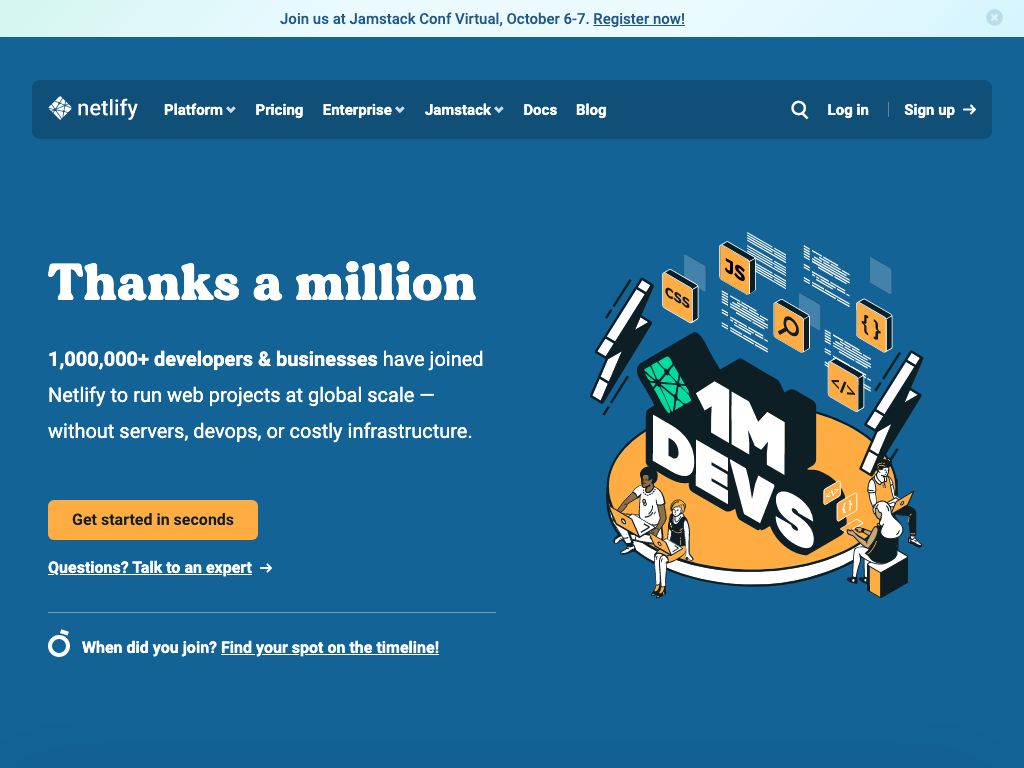 Join us at Jamstack Conf Virtual, October 6-7. Register now!
netlify Platform Pricing Enterprise Jamstack Docs Blog Log in Sign up →
Thanks a million
1,000,000+ developers & businesses have joined
Netlify to run web projects at global scale —
without servers, devops, or costly infrastructure.
Get started in seconds
Questions? Talk to an expert →
When did you join? Find your spot on the timeline!
JS
CSS
{ }
</>
1M
DEVS
</>
{ }